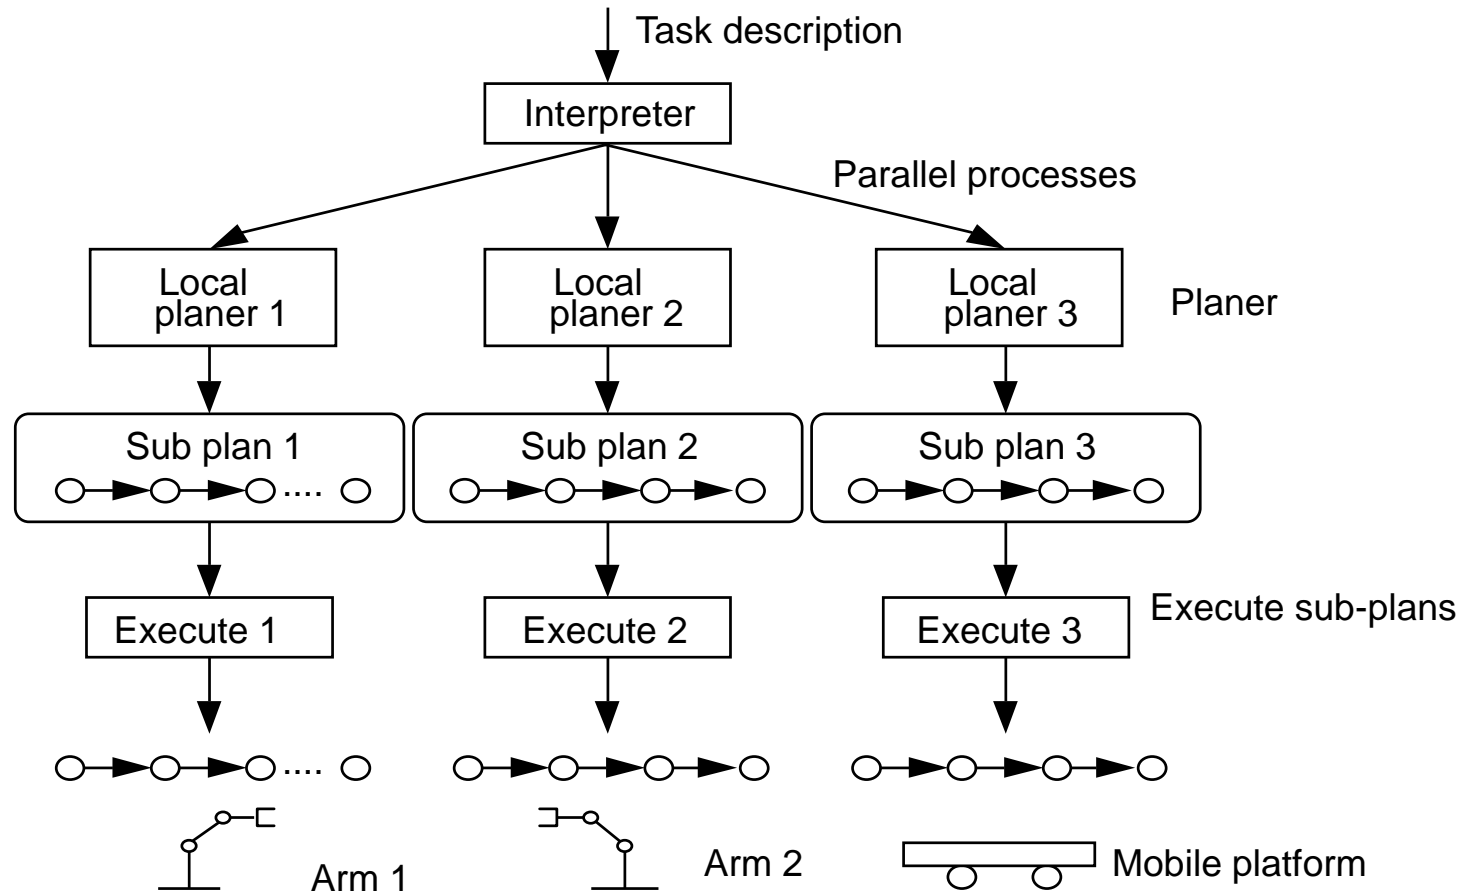 Task description
Interpreter
Parallel processes
Local
planer 1
Local
planer 2
Local
planer 3
Planer
Sub plan 1
....
Sub plan 2
Sub plan 3
Execute 1
Execute 2
Execute 3
Execute sub-plans
....
Arm 1
Arm 2
Mobile platform